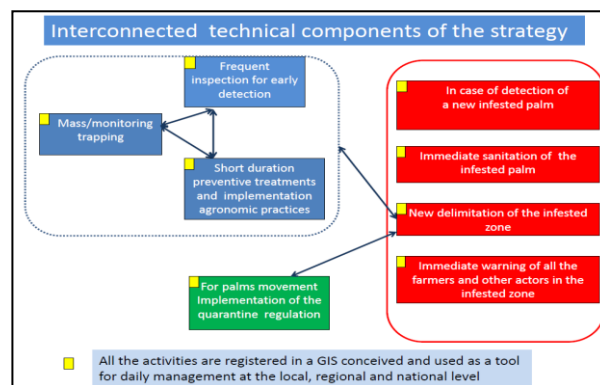 Interconnected technical components of the strategy
Frequent
inspection for early
detection
Mass/monitoring
trapping
Short duration
preventive treatments
and implementation
agronomic practices
For palms movement
Implementation of the
quarantine regulation
In case of detection of
a new infested palm
Immediate sanitation of the
infested palm
New delimitation of the infested
zone
Immediate warning of all the
farmers and other actors in the
infested zone
All the activities are registered in a GIS conceived and used as a tool
for daily management at the local, regional and national level